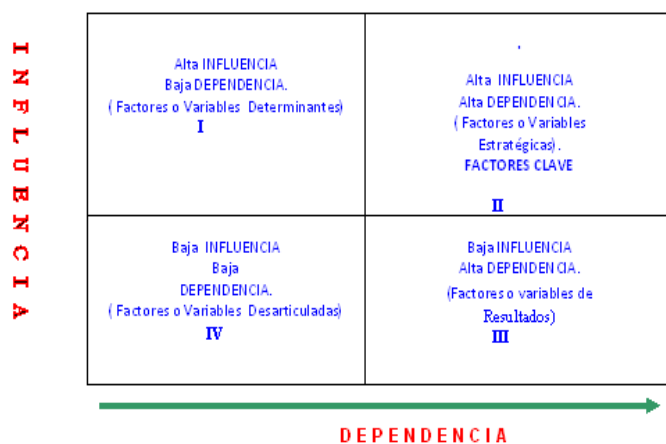 INFLUENCIA
Alta INFLUENCIA
Baja DEPENDENCIA.
( Factores o Variables Determinantes)
I
Alta INFLUENCIA
Alta DEPENDENCIA.
( Factores o Variables
Estratégicas).
FACTORES CLAVE
II
Baja INFLUENCIA
Baja
DEPENDENCIA.
( Factores o Variables Desarticuladas)
IV
Baja INFLUENCIA
Alta DEPENDENCIA.
(Factores o variables de
Resultados)
III
DEPENDENCIA